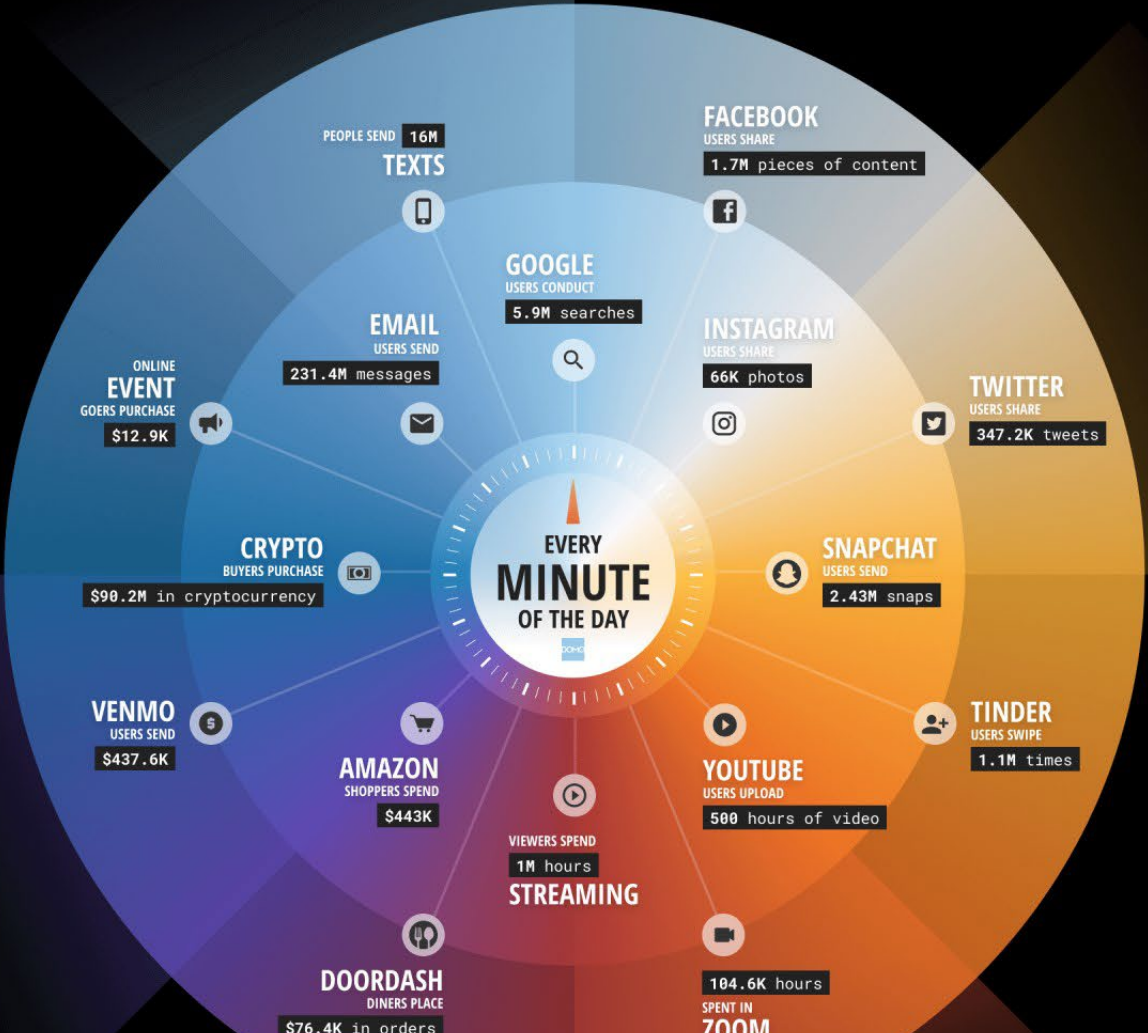 PEOPLE SEND 16M
TEXTS
FACEBOOK
USERS SHARE
1.7M pieces of content
GOOGLE
USERS CONDUCT
5.9M searches
EMAIL
USERS SEND
231.4M messages
INSTAGRAM
USERS SHARE
66K photos
ONLINE
EVENT
GOERS PURCHASE
$12.9K
TWITTER
USERS SHARE
347.2K tweets
EVERY
MINUTE
OF THE DAY
DOMO
CRYPTO
BUYERS PURCHASE
$90.2M in cryptocurrency
SNAPCHAT
USERS SEND
2.43M snaps
VENMO
USERS SEND
$437.6K
AMAZON
SHOPPERS SPEND
$443K
YOUTUBE
USERS UPLOAD
500 hours of video
TINDER
USERS SWIPE
1.1M times
VIEWERS SPEND
1M hours
STREAMING
DOORDASH
DINERS PLACE
$76.4K in orders
104.6K hours
SPENT IN
ZOOM